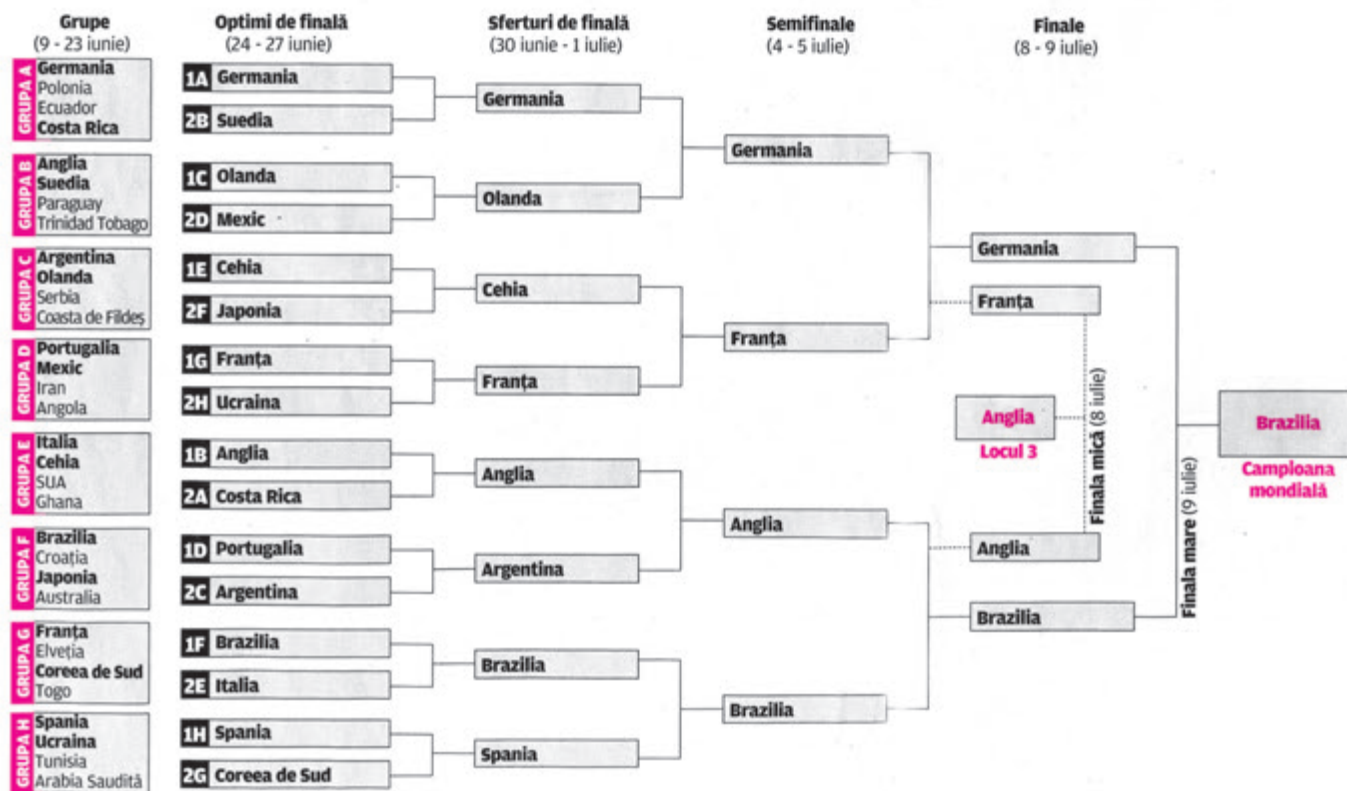 Grupe
(9 - 23 iunie)
Optimi de finală
(24 - 27 iunie)
Sferturi de finală
(30 iunie - 1 iulie)
Semifinale
(4 - 5 iulie)
Finale
(8 - 9 iulie)
GRUPA A
Germania
Polonia
Ecuador
Costa Rica
GRUPA B
Anglia
Suedia
Paraguay
Trinidad Tobago
GRUPA C
Argentina
Olanda
Serbia
Coasta de Fildeș
GRUPA D
Portugalia
Mexic
Iran
Angola
GRUPA E
Italia
Cehia
SUA
Ghana
GRUPA F
Brazilia
Croația
Japonia
Australia
GRUPA G
Franța
Elveția
Coreea de Sud
Togo
GRUPA H
Spania
Ucraina
Tunisia
Arabia Saudită
1A Germania
2B Suedia
1C Olanda
2D Mexic
1E Cehia
2F Japonia
1G Franța
2H Ucraina
1B Anglia
2A Costa Rica
1D Portugalia
2C Argentina
1F Brazilia
2E Italia
1H Spania
2G Coreea de Sud
Germania
Olanda
Cehia
Franța
Anglia
Argentina
Brazilia
Spania
Germania
Franța
Anglia
Brazilia
Germania
Franța
Anglia
Locul 3
Finala mică (8 iulie)
Anglia
Brazilia
Finala mare (9 iulie)
Brazilia
Campioana
mondială